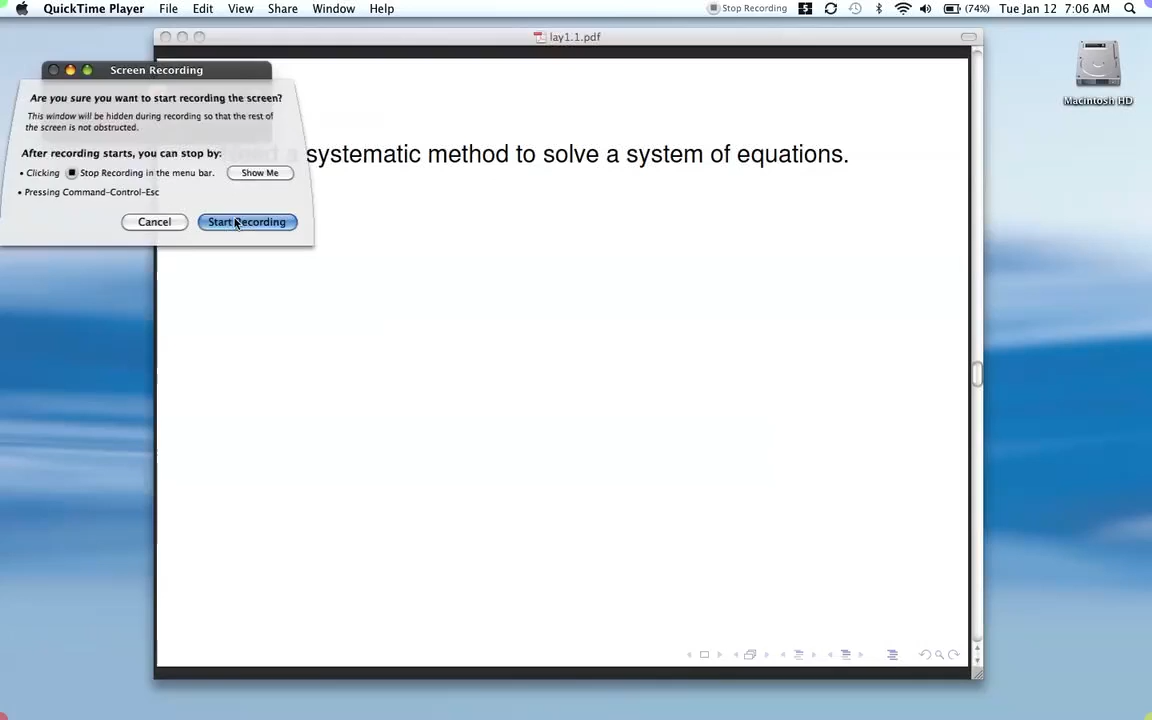 QuickTime Player File Edit View Share Window Help Stop Recording (74%) Tue Jan 12 7:06 AM
lay1.1.pdf
Screen Recording
Macintosh HD
Are you sure you want to start recording the screen?
This window will be hidden during recording so that the rest of
the screen is not obstructed.
After recording starts, you can stop by:
a systematic method to solve a system of equations.
• Clicking Stop Recording in the menu bar. Show Me
• Pressing Command-Control-Esc
Cancel Start Recording